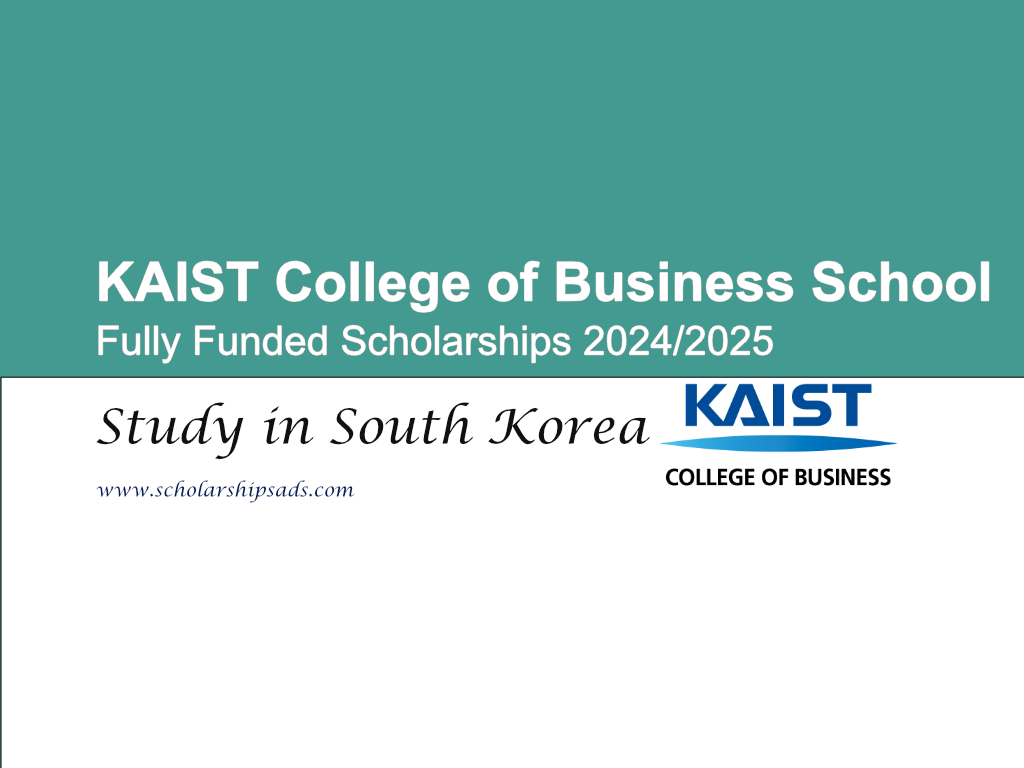 KAIST College of Business School
Fully Funded Scholarships 2024/2025
Study in South Korea
www.scholarshipsads.com
KAIST
COLLEGE OF BUSINESS